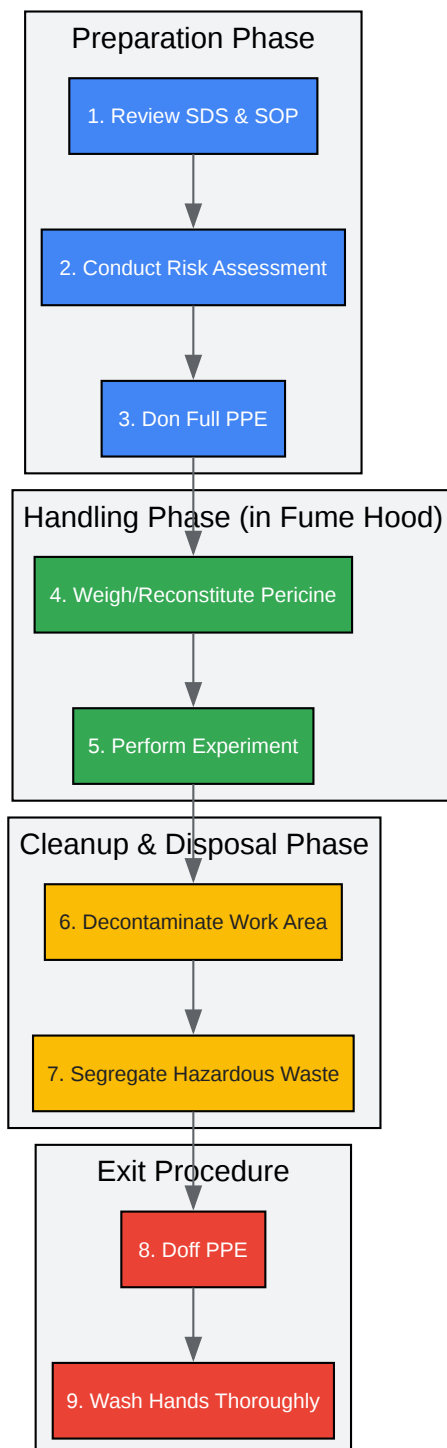 Preparation Phase
1. Review SDS & SOP
2. Conduct Risk Assessment
3. Don Full PPE
Handling Phase (in Fume Hood)
4. Weigh/Reconstitute Pericine
5. Perform Experiment
Cleanup & Disposal Phase
6. Decontaminate Work Area
7. Segregate Hazardous Waste
Exit Procedure
8. Doff PPE
9. Wash Hands Thoroughly